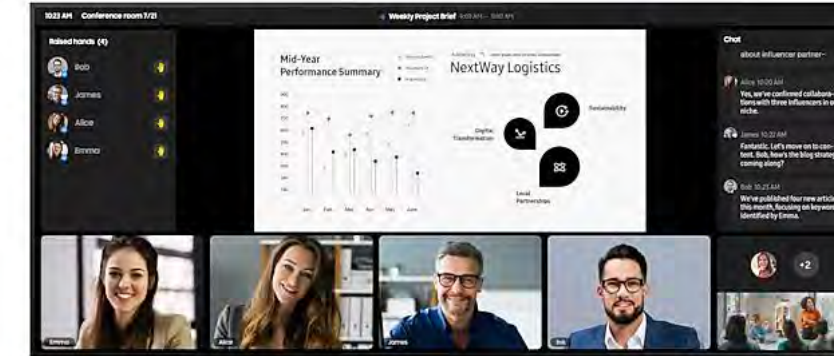 10:23 AM Conference room 7/21
Weekly Project Brief
Raised hands (4)
Bob
James
Alice
Emma
Mid-Year
Performance Summary
NextWay Logistics
Sustainability
Digital
Transformation
Local
Partnerships
Jan Feb Mar Apr May June
Chat
about influencer partner-
Alice 10:20 AM
Yes, we've confirmed collabora-
tions with three influencers in o
niche.
James 10:22 AM
Fantastic. Let's move on to con-
tent. Bob, how's the blog strateg
coming along?
Bob 10:23 AM
We've published four new article
this month, focusing on keyword
identified by Emma.
+2
Emma
Alice
James